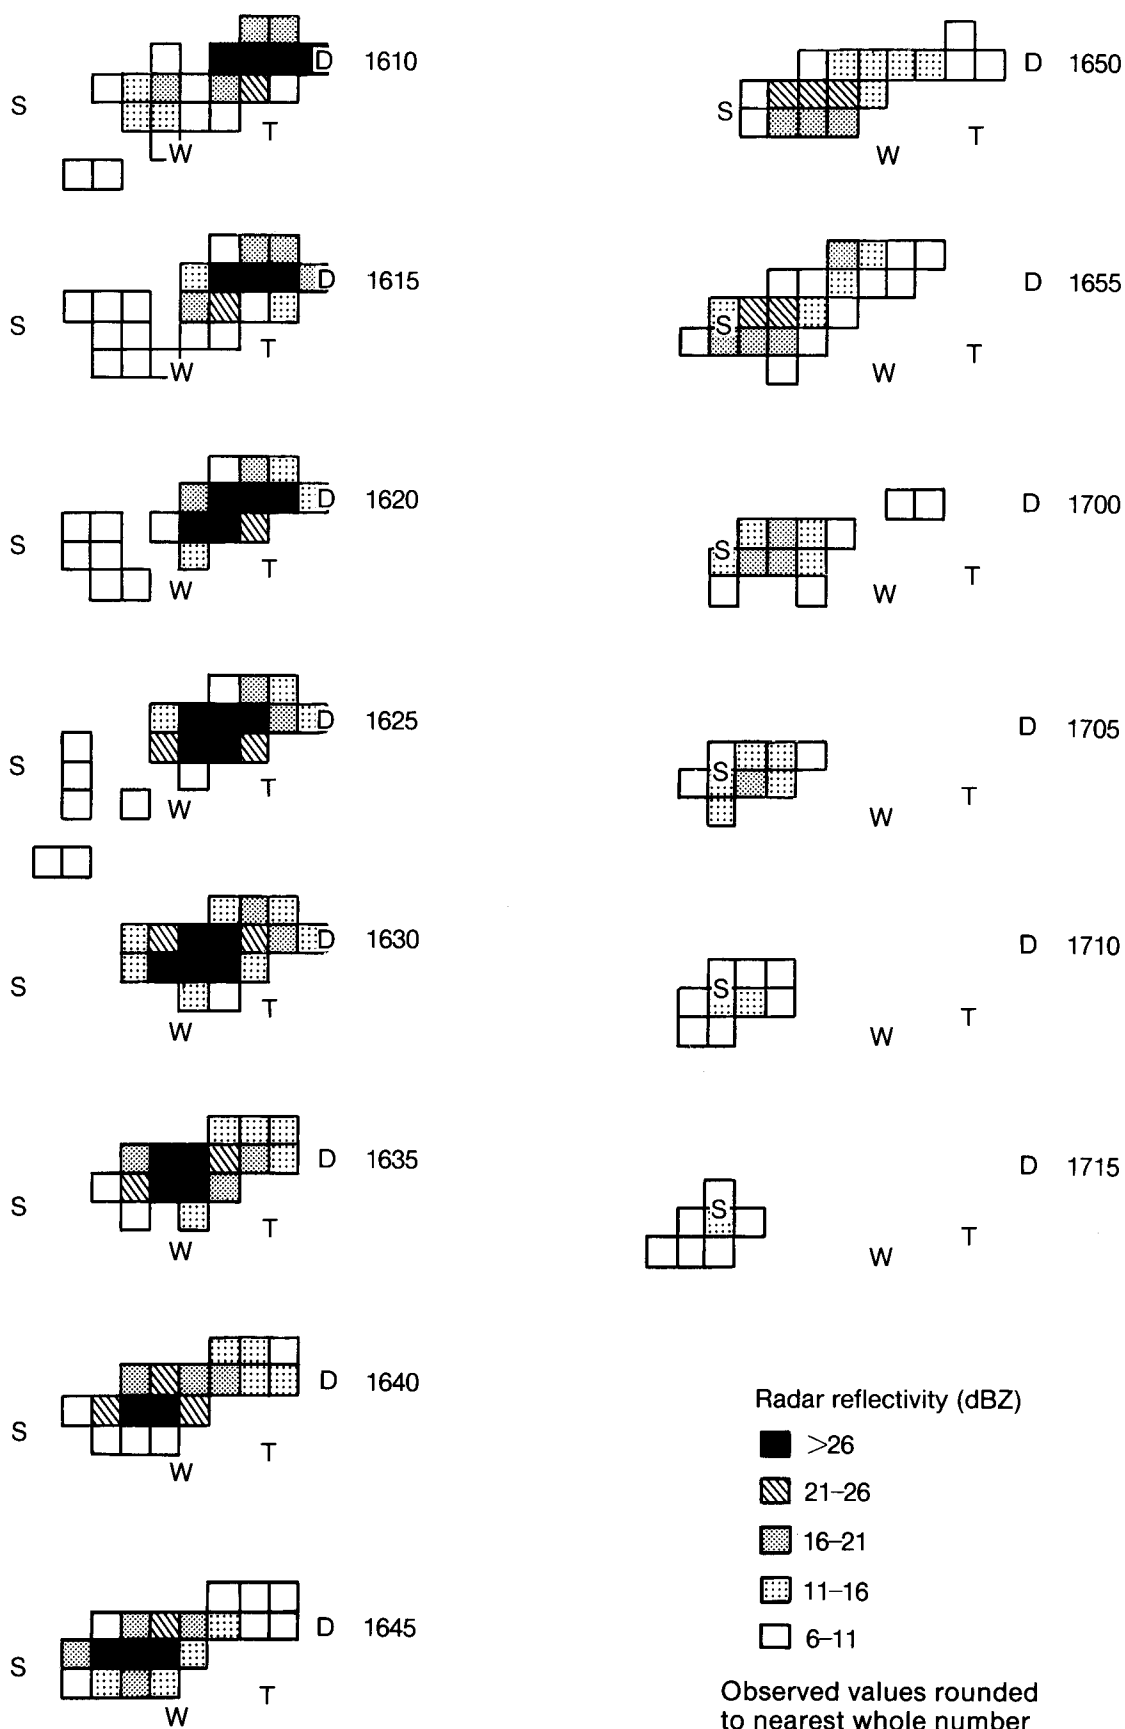 D 1610
S
T
W
D 1615
S
T
W
D 1620
S
T
W
D 1625
S
T
W
D 1630
S
T
W
D 1635
S
T
W
D 1640
S
T
W
D 1645
S
T
W
D 1650
S
T
W
D 1655
S
T
W
D 1700
S
T
W
D 1705
S
T
W
D 1710
S
T
W
D 1715
S
T
W
Radar reflectivity (dBZ)
>26
21–26
16–21
11–16
6–11
Observed values rounded
to nearest whole number